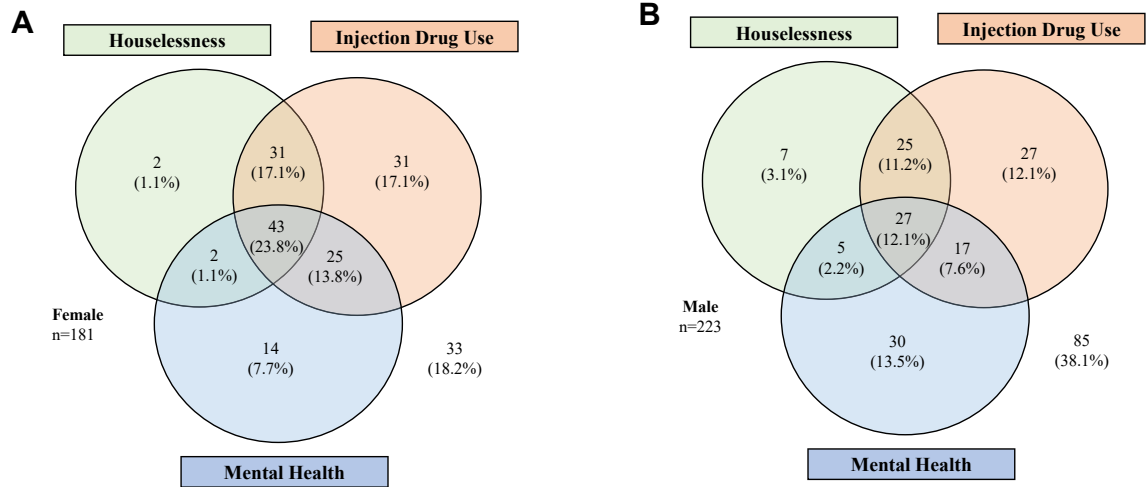 A
Houselessness
Injection Drug Use
2
(1.1%)
31
(17.1%)
31
(17.1%)
43
(23.8%)
2
(1.1%)
25
(13.8%)
Female
n=181
14
(7.7%)
33
(18.2%)
Mental Health
B
Houselessness
Injection Drug Use
7
(3.1%)
25
(11.2%)
27
(12.1%)
27
(12.1%)
5
(2.2%)
17
(7.6%)
Male
n=223
30
(13.5%)
85
(38.1%)
Mental Health